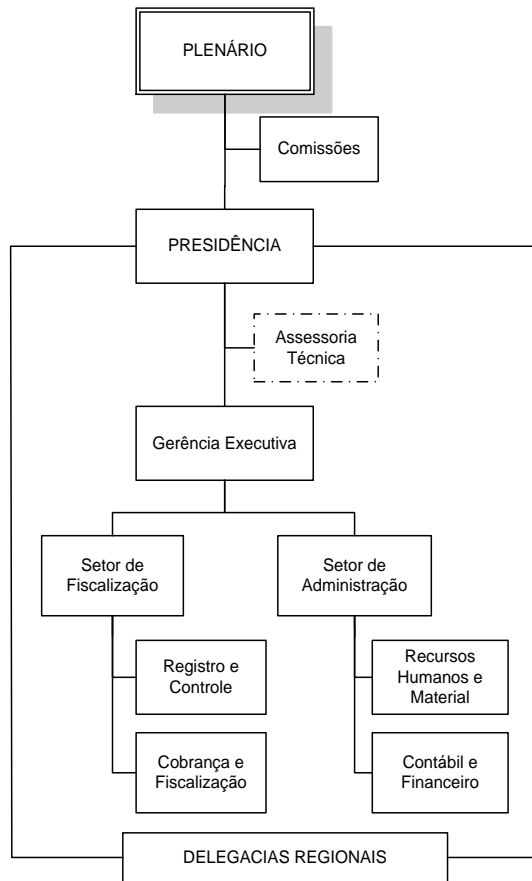 PLENÁRIO
Comissões
PRESIDÊNCIA
Assessoria
Técnica
Gerência Executiva
Setor de
Fiscalização
Setor de
Administração
Registro e
Controle
Recursos
Humanos e
Material
Cobrança e
Fiscalização
Contábil e
Financeiro
DELEGACIAS REGIONAIS